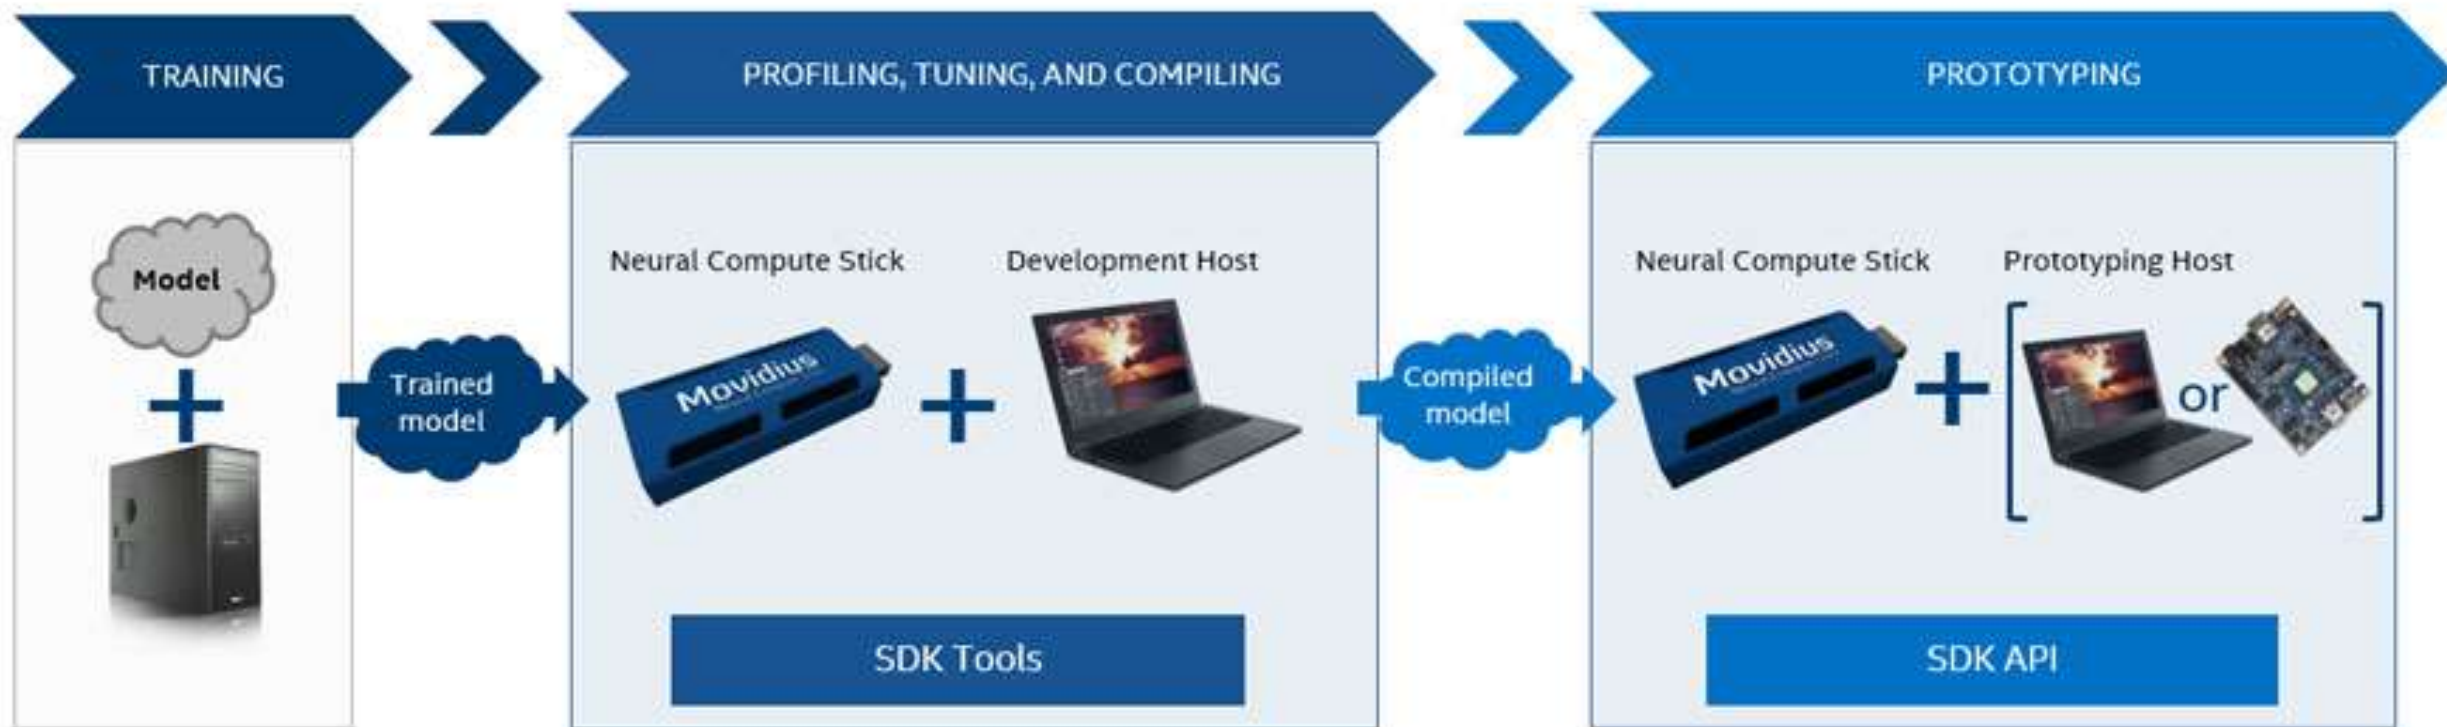 TRAINING
PROFILING, TUNING, AND COMPILING
PROTOTYPING
Model
Trained
model
Neural Compute Stick
Development Host
Movidius
SDK Tools
Compiled
model
Neural Compute Stick
Prototyping Host
Movidius
or
SDK API